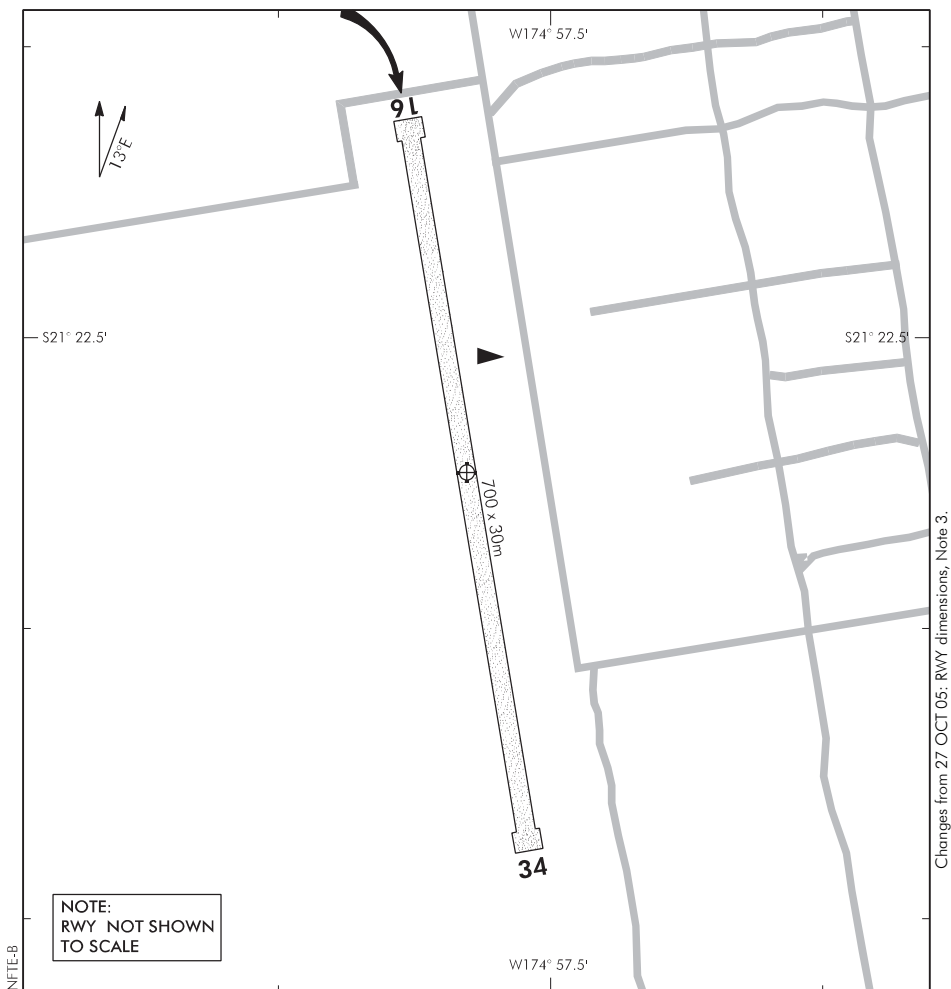 W174° 57.5'
16
13°E
S21° 22.5'
S21° 22.5'
700 x 30m
34
NOTE:
RWY NOT SHOWN
TO SCALE
W174° 57.5'
NFTE-B
Changes from 27 OCT 05: RWY dimensions, Note 3.